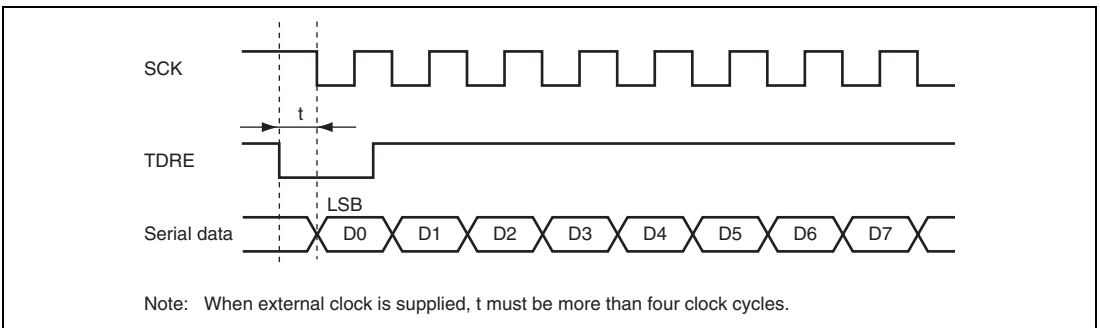 SCK
t
TDRE
LSB
Serial data D0 D1 D2 D3 D4 D5 D6 D7
Note: When external clock is supplied, t must be more than four clock cycles.